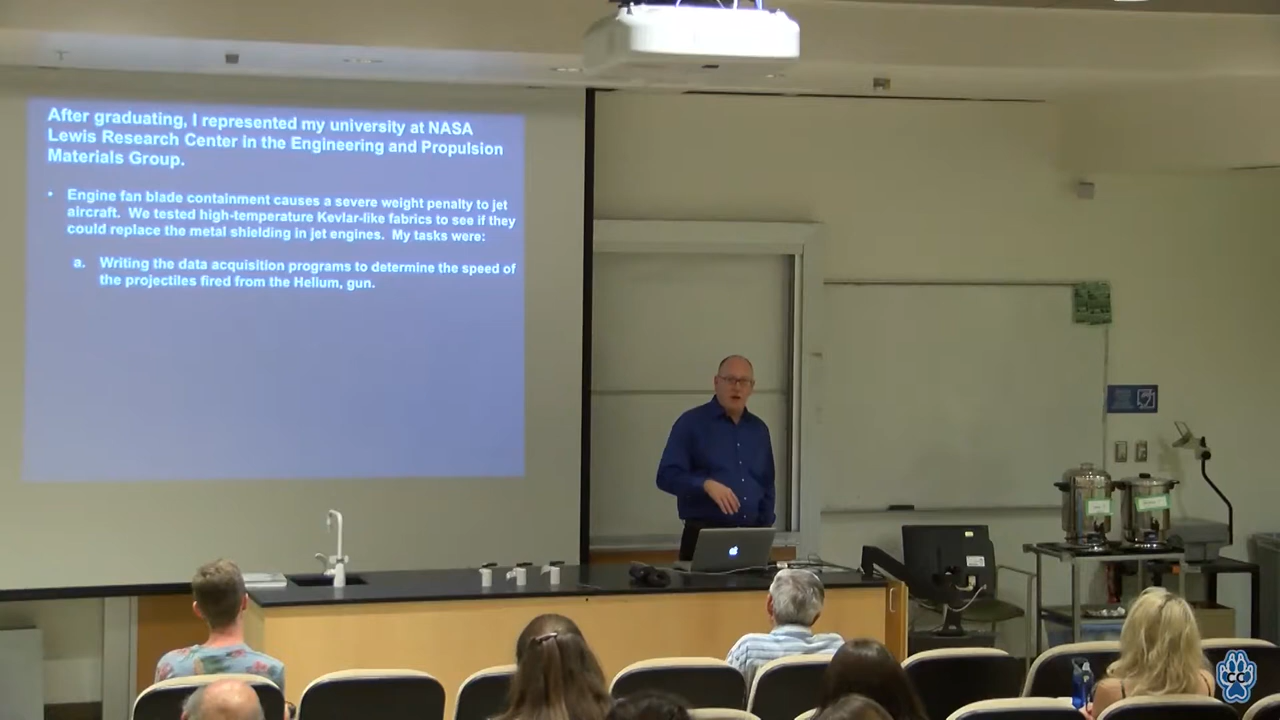 After graduating, I represented my university at NASA
Lewis Research Center in the Engineering and Propulsion
Materials Group.
• Engine fan blade containment causes a severe weight penalty to jet
aircraft. We tested high-temperature Kevlar-like fabrics to see if they
could replace the metal shielding in jet engines. My tasks were:
a. Writing the data acquisition programs to determine the speed of
the projectiles fired from the Helium, gun.
CC